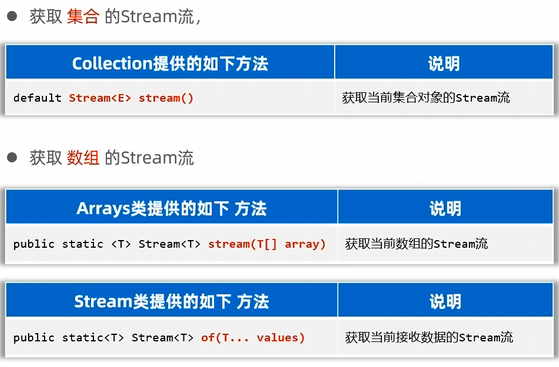 ● 获取 集合 的Stream流，
Collection提供的如下方法 说明
default Stream<E> stream() 获取当前集合对象的Stream流
● 获取 数组 的Stream流
Arrays类提供的如下 方法 说明
public static <T> Stream<T> stream(T[] array) 获取当前数组的Stream流
Stream类提供的如下 方法 说明
public static<T> Stream<T> of(T... values) 获取当前接收数据的Stream流